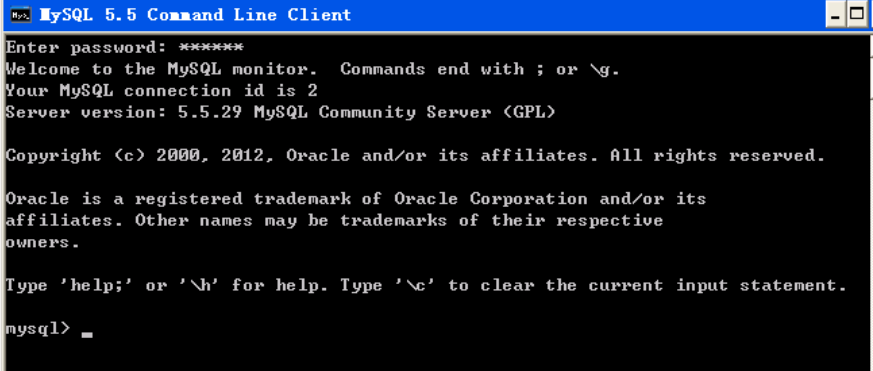 MySQL 5.5 Command Line Client
Enter password: ******
Welcome to the MySQL monitor.  Commands end with ; or \g.
Your MySQL connection id is 2
Server version: 5.5.29 MySQL Community Server (GPL)
Copyright (c) 2000, 2012, Oracle and/or its affiliates. All rights reserved.
Oracle is a registered trademark of Oracle Corporation and/or its
affiliates. Other names may be trademarks of their respective
owners.
Type 'help;' or '\h' for help. Type '\c' to clear the current input statement.
mysql> _